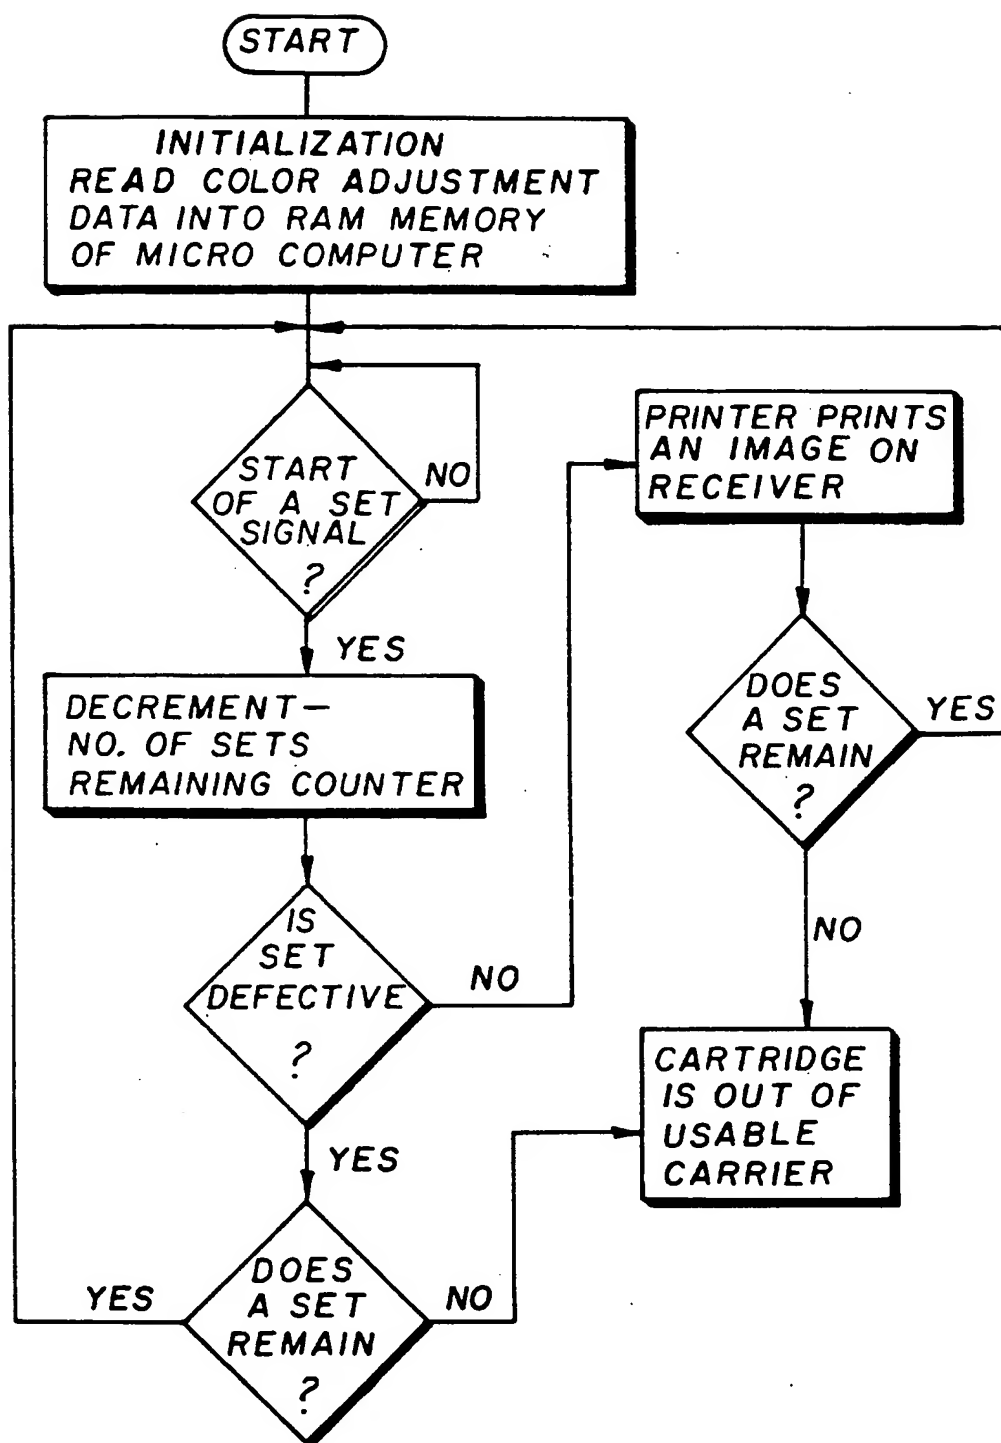 START
INITIALIZATION
READ COLOR ADJUSTMENT
DATA INTO RAM MEMORY
OF MICRO COMPUTER
START
OF A SET
SIGNAL
?
NO
YES
DECREMENT—
NO. OF SETS
REMAINING COUNTER
IS
SET
DEFECTIVE
?
NO
YES
DOES
A SET
REMAIN
?
YES
NO
PRINTER PRINTS
AN IMAGE ON
RECEIVER
DOES
A SET
REMAIN
?
YES
NO
CARTRIDGE
IS OUT OF
USABLE
CARRIER